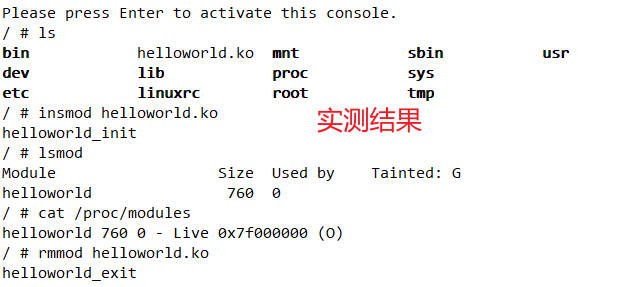 Please press Enter to activate this console.
/ # ls
bin helloworld.ko mnt sbin usr
dev lib proc sys
etc linuxrc root tmp
/ # insmod helloworld.ko
实测结果
helloworld_init
/ # lsmod
Module Size Used by Tainted: G
helloworld 760 0
/ # cat /proc/modules
helloworld 760 0 - Live 0x7f000000 (O)
/ # rmmod helloworld.ko
helloworld_exit